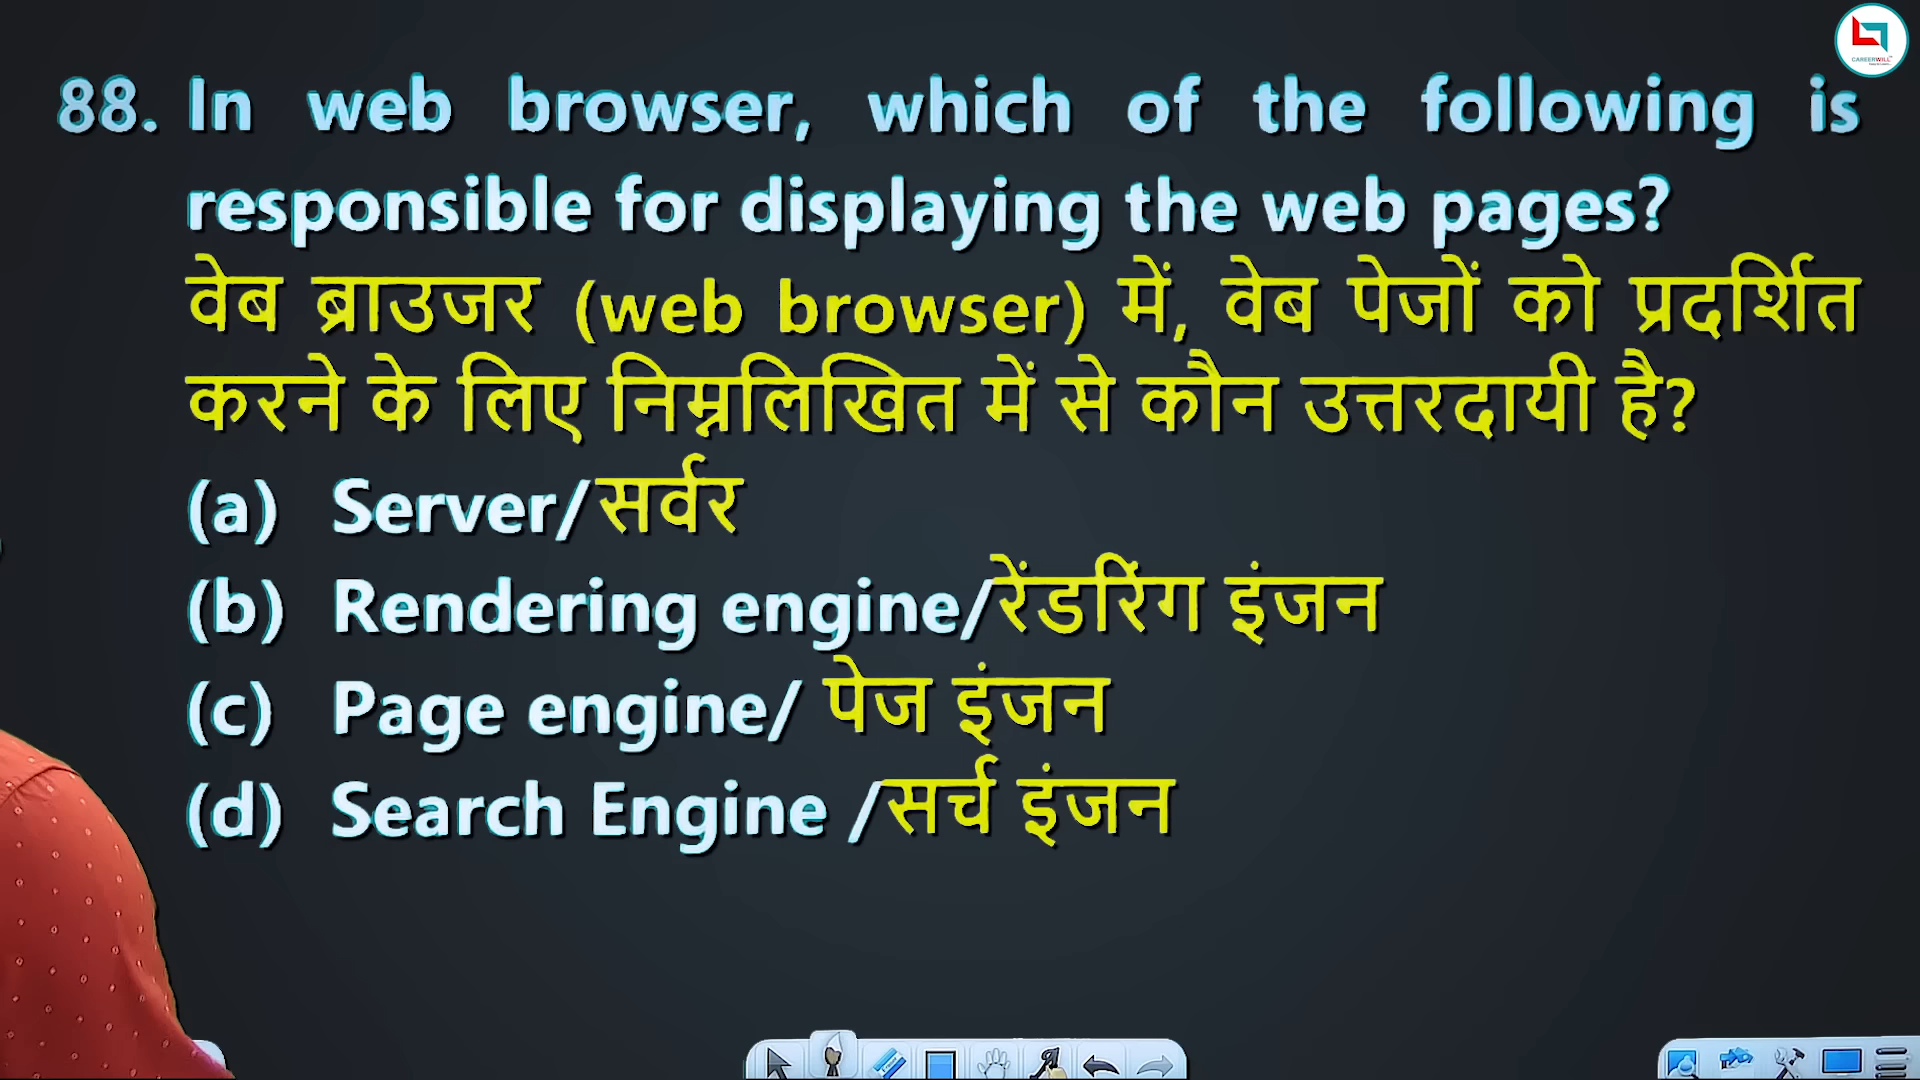 CAREERWILL
88. In web browser, which of the following is
responsible for displaying the web pages?
वेब ब्राउजर (web browser) में, वेब पेजों को प्रदर्शित
करने के लिए निम्नलिखित में से कौन उत्तरदायी है?
(a) Server/सर्वर
(b) Rendering engine/रेंडरिंग इंजन
(c) Page engine/ पेज इंजन
(d) Search Engine /सर्च इंजन